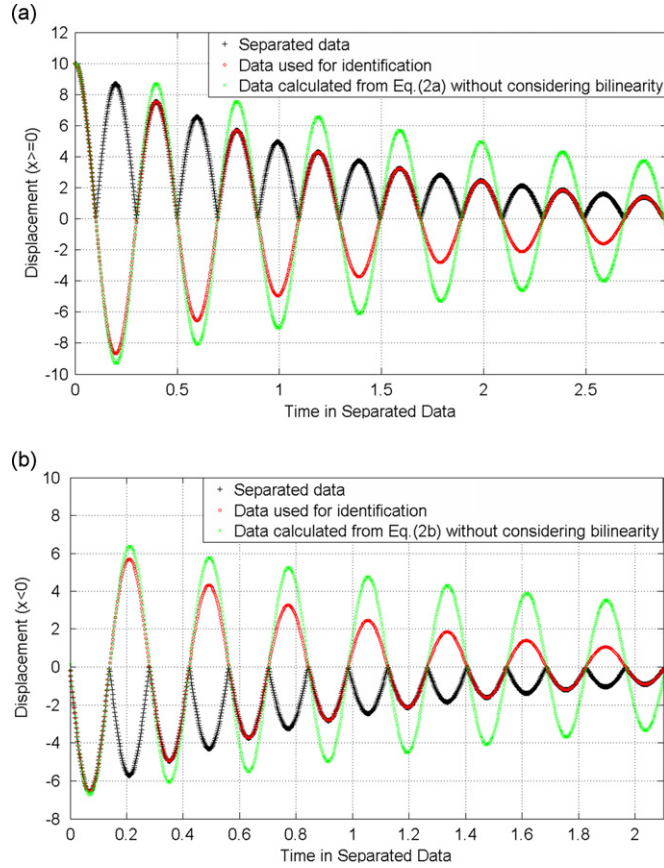 (a)
12
10
8
6
4
2
0
-2
-4
-6
-8
-10
Displacement (x>=0)
+ Separated data
Data used for identification
Data calculated from Eq.(2a) without considering bilinearity
0 0.5 1 1.5 2 2.5
Time in Separated Data
(b)
10
8
6
4
2
0
-2
-4
-6
-8
Displacement (x<0)
+ Separated data
Data used for identification
Data calculated from Eq.(2b) without considering bilinearity
0 0.2 0.4 0.6 0.8 1 1.2 1.4 1.6 1.8 2
Time in Separated Data